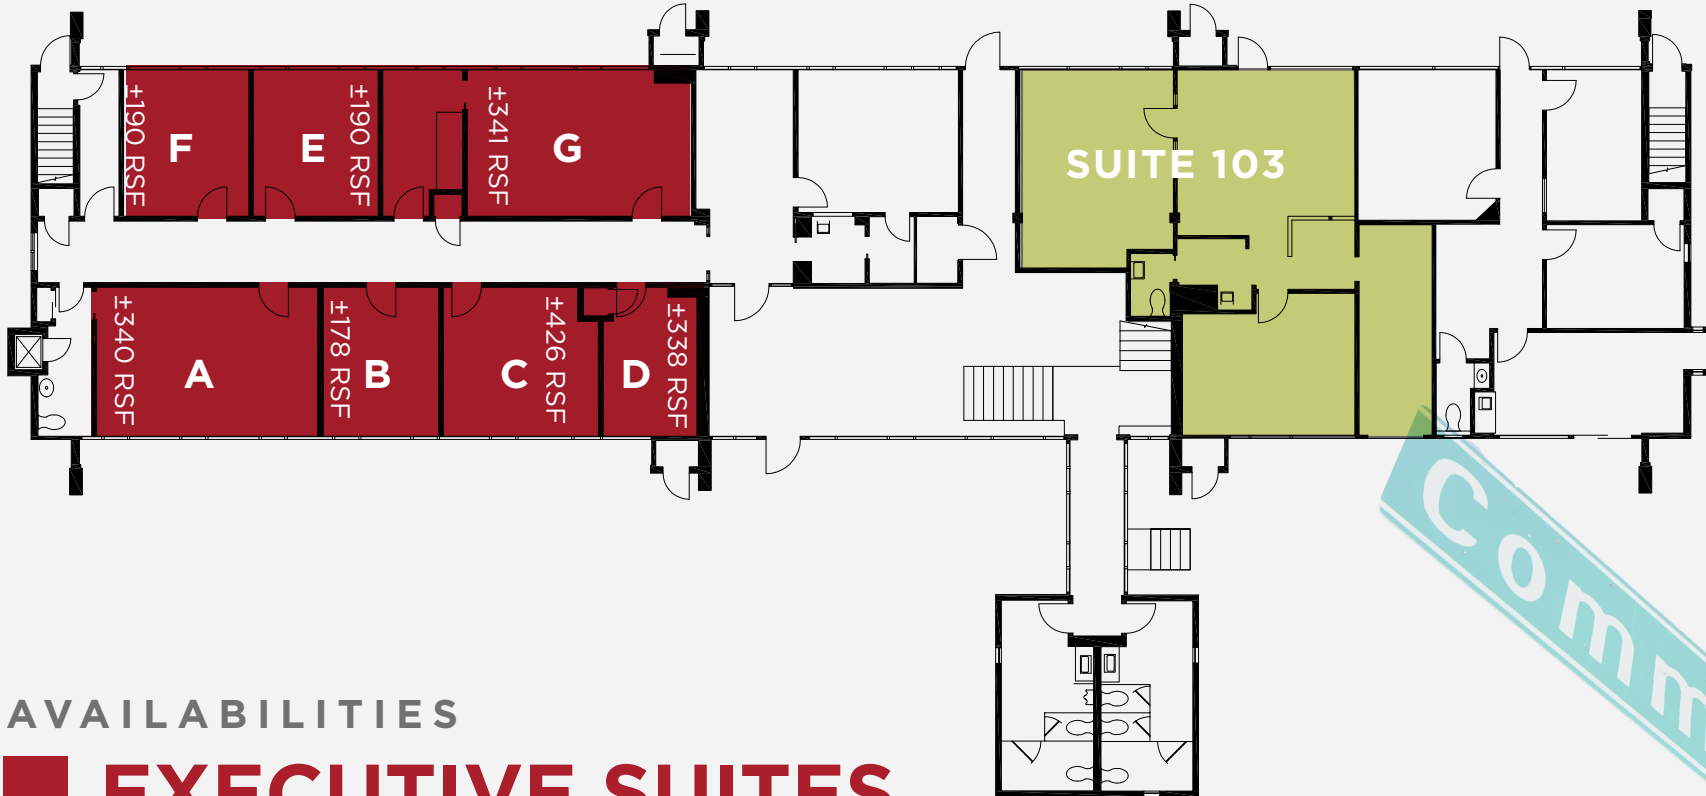 ±190 RSF
F
E
±190 RSF
±341 RSF
G
SUITE 103
±340 RSF
A
±178 RSF
B
C
±426 RSF
D
±338 RSF
Comm
AVAILABILITIES
EXECUTIVE SUITES